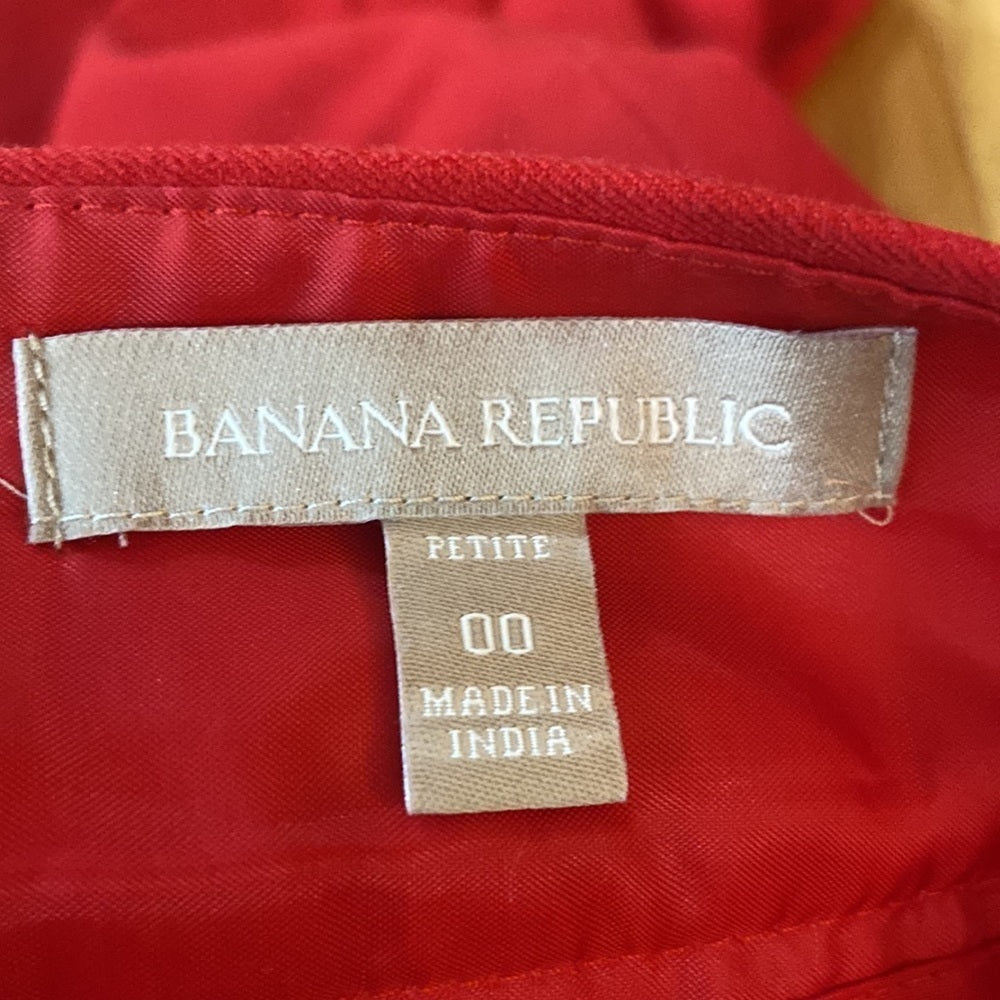 BANANA REPUBLIC
PETITE
00
MADE IN
INDIA